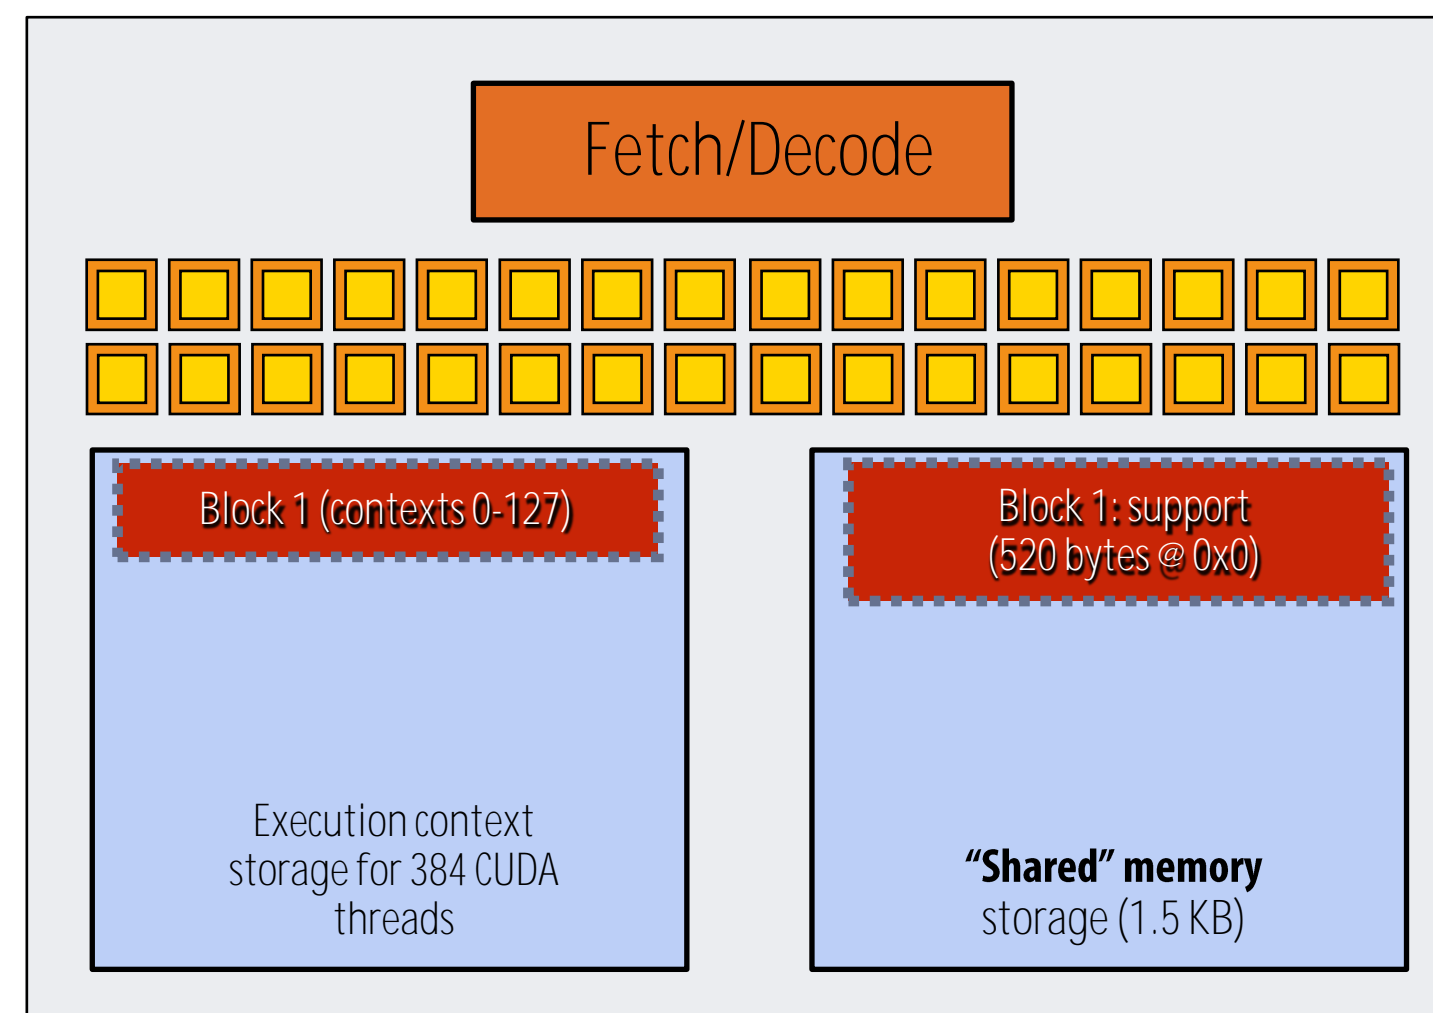 Fetch/Decode
Block 1 (contexts 0-127)
Execution context
storage for 384 CUDA
threads
Block 1: support
(520 bytes @ 0x0)
“Shared” memory
storage (1.5 KB)